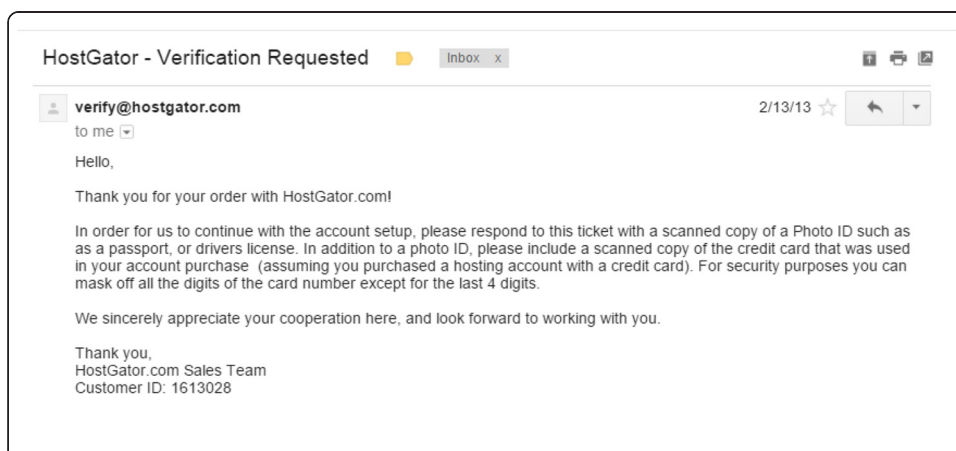 HostGator - Verification Requested
Inbox x
verify@hostgator.com
2/13/13
to me
Hello,
Thank you for your order with HostGator.com!
In order for us to continue with the account setup, please respond to this ticket with a scanned copy of a Photo ID such as
as a passport, or drivers license. In addition to a photo ID, please include a scanned copy of the credit card that was used
in your account purchase (assuming you purchased a hosting account with a credit card). For security purposes you can
mask off all the digits of the card number except for the last 4 digits.
We sincerely appreciate your cooperation here, and look forward to working with you.
Thank you,
HostGator.com Sales Team
Customer ID: 1613028